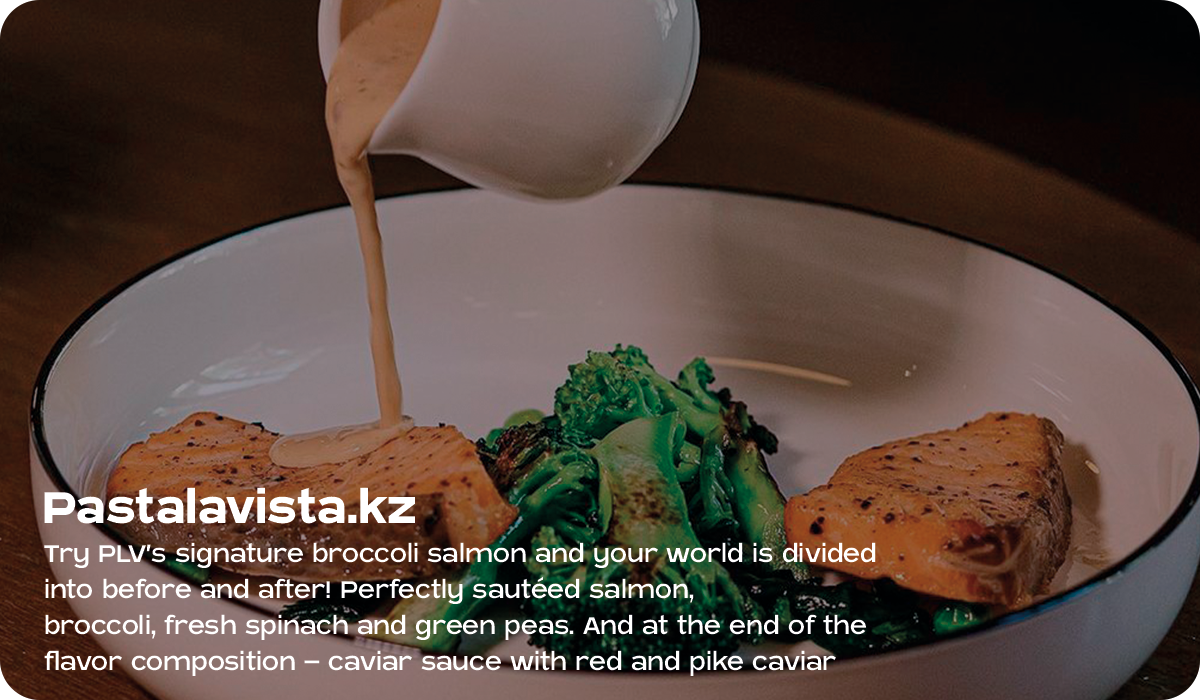 Pastalavista.kz
Try PLV's signature broccoli salmon and your world is divided
into before and after! Perfectly sautéed salmon,
broccoli, fresh spinach and green peas. And at the end of the
flavor composition – caviar sauce with red and pike caviar